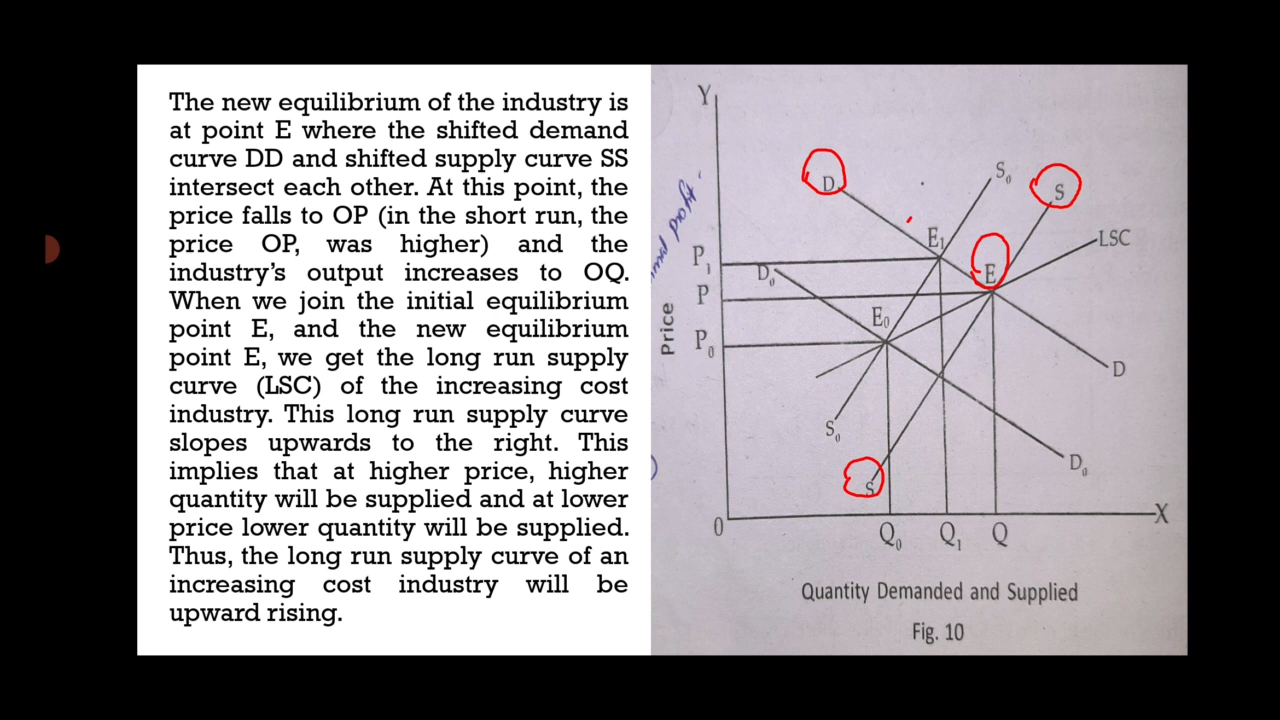 The new equilibrium of the industry is
at point E where the shifted demand
curve DD and shifted supply curve SS
intersect each other. At this point, the
price falls to OP (in the short run, the
price OP, was higher) and the
industry's output increases to OQ.
When we join the initial equilibrium
point E, and the new equilibrium
point E, we get the long run supply
curve (LSC) of the increasing cost
industry. This long run supply curve
slopes upwards to the right. This
implies that at higher price, higher
quantity will be supplied and at lower
price lower quantity will be supplied.
Thus, the long run supply curve of an
increasing cost industry will be
upward rising.
Y
S₀
D
S
E₁
LSC
P₁
D₀
E
P
E₀
Price
P₀
D
S₀
D₀
S
0
X
Q₀ Q₁ Q
Quantity Demanded and Supplied
Fig. 10
profit